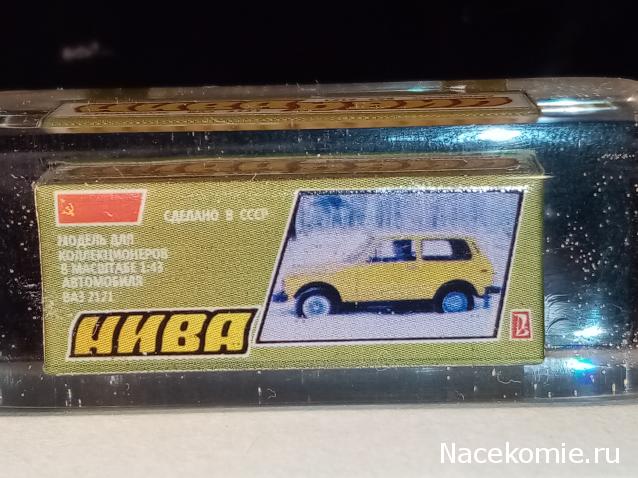 СДЕЛАНО В СССР
МОДЕЛЬ ДЛЯ
КОЛЛЕКЦИОНЕРОВ
В МАСШТАБЕ 1:43
АВТОМОБИЛЯ
ВАЗ 2121
НИВА
Nacekomie.ru